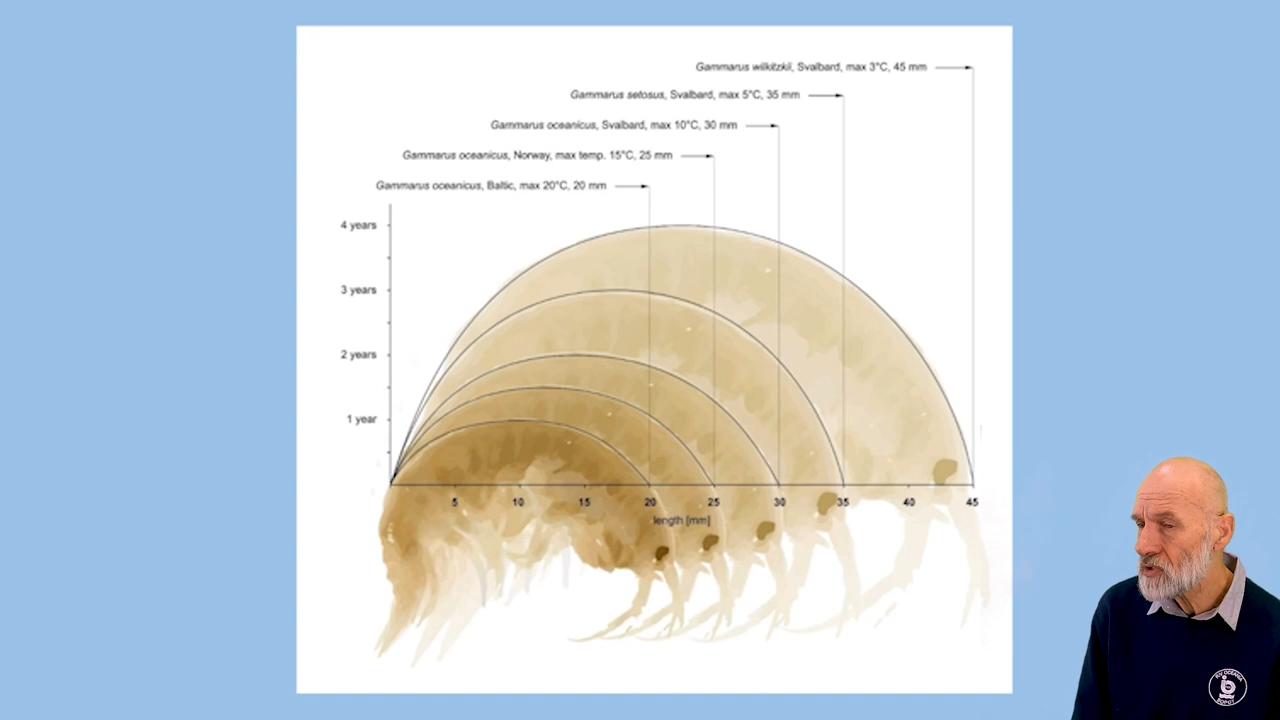 Gammarus wilkitzkii, Svalbard, max 3°C, 45 mm
Gammarus setosus, Svalbard, max 5°C, 35 mm
Gammarus oceanicus, Svalbard, max 10°C, 30 mm
Gammarus oceanicus, Norway, max temp. 15°C, 25 mm
Gammarus oceanicus, Baltic, max 20°C, 20 mm
4 years
3 years
2 years
1 year
5 10 15 20 25 30 35 40 45
length [mm]
SOPOT